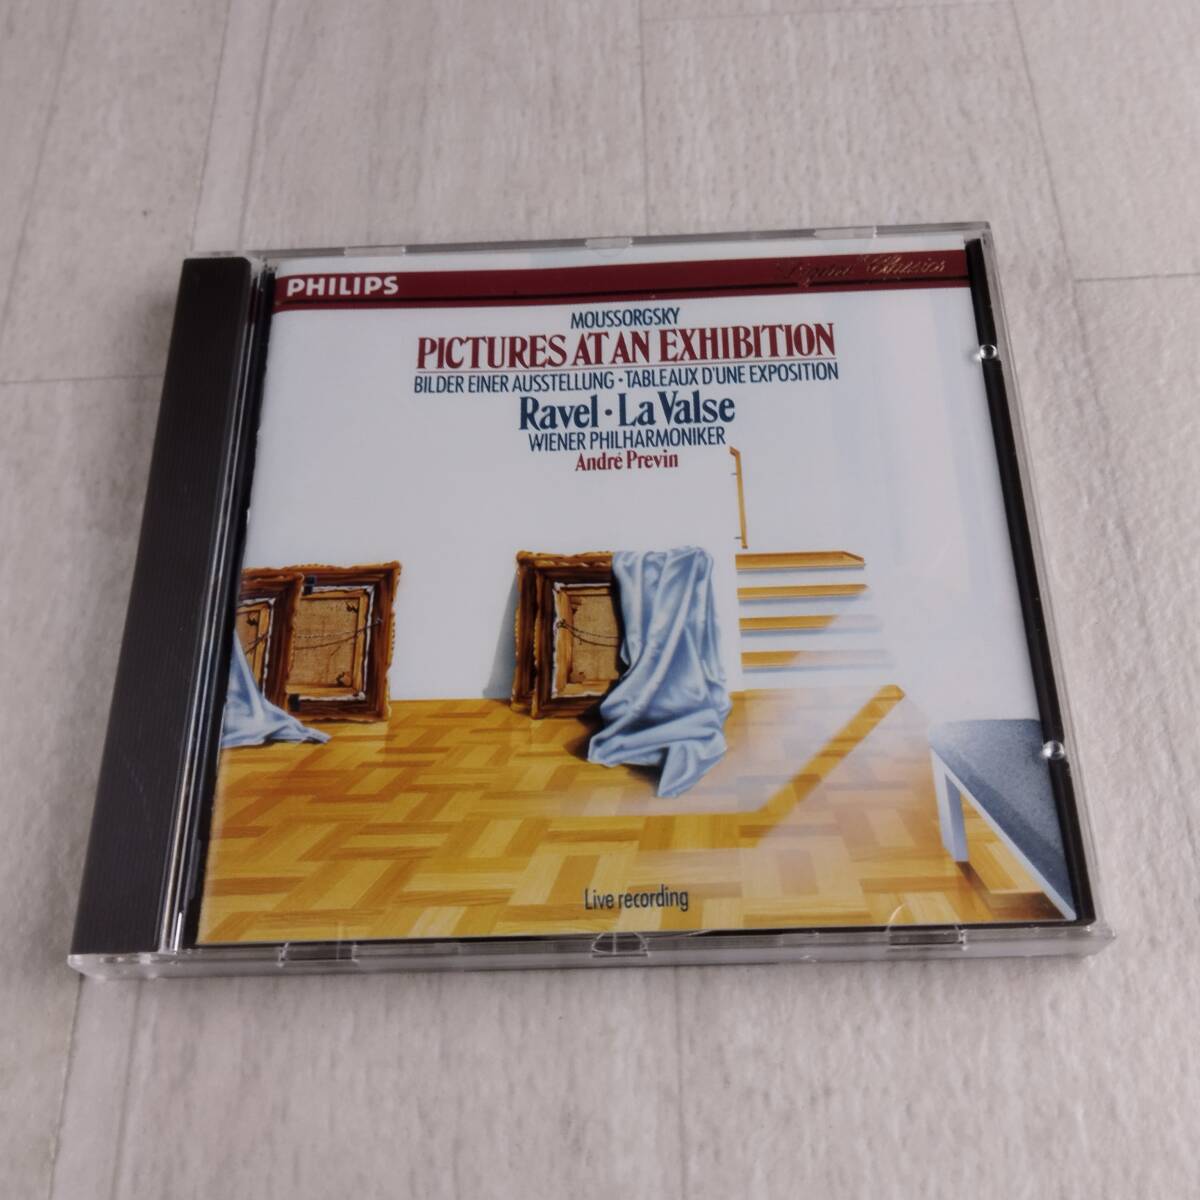 PHILIPS
Digital Classics
MOUSSORGSKY
PICTURES AT AN EXHIBITION
BILDER EINER AUSSTELLUNG · TABLEAUX D'UNE EXPOSITION
Ravel · La Valse
WIENER PHILHARMONIKER
André Previn
Live recording